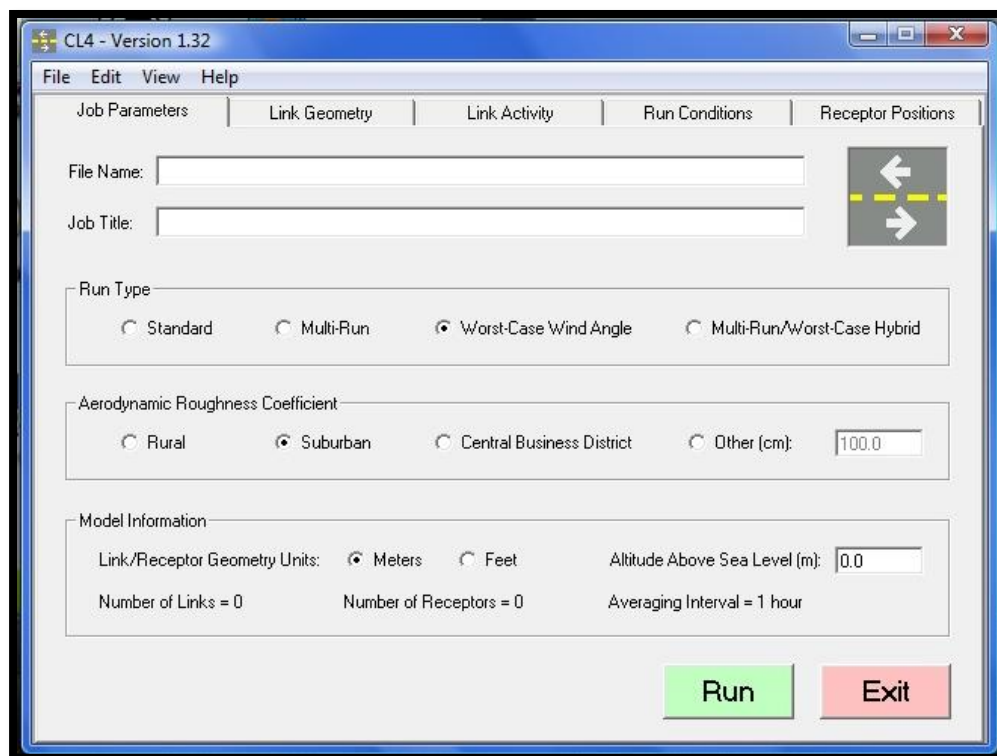 CL4 - Version 1.32
File Edit View Help
Job Parameters Link Geometry Link Activity Run Conditions Receptor Positions
File Name:
Job Title:
Run Type
Standard Multi-Run Worst-Case Wind Angle Multi-Run/Worst-Case Hybrid
Aerodynamic Roughness Coefficient
Rural Suburban Central Business District Other (cm): 100.0
Model Information
Link/Receptor Geometry Units: Meters Feet Altitude Above Sea Level (m): 0.0
Number of Links = 0 Number of Receptors = 0 Averaging Interval = 1 hour
Run Exit